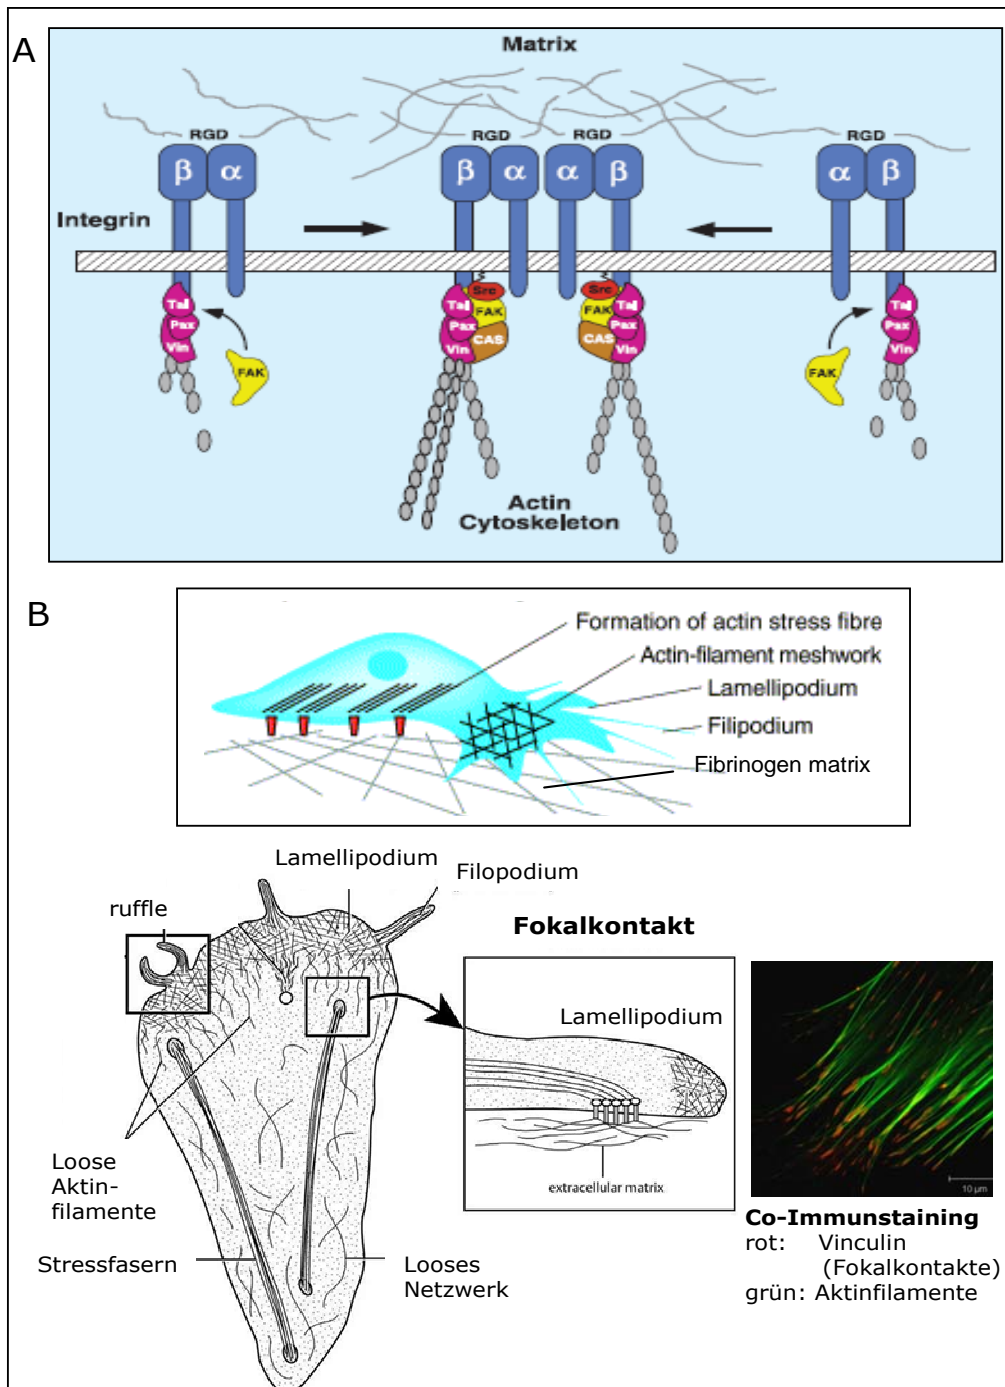 A
Matrix
RGD
RGD
RGD
RGD
β
α
β
α
α
β
α
β
Integrin
Tal
Pax
Vin
FAK
Src
Tal
FAK
Pax
CAS
Vin
Src
FAK
Tal
Pax
CAS
Vin
FAK
Tal
Pax
Vin
Actin
Cytoskeleton
B
Formation of actin stress fibre
Actin-filament meshwork
Lamellipodium
Filipodium
Fibrinogen matrix
Lamellipodium
Filopodium
ruffle
Fokalkontakt
Lamellipodium
extracellular matrix
Loose
Aktin-
filamente
Stressfasern
Looses
Netzwerk
10 µm
Co-Immunstaining
rot: Vinculin
(Fokalkontakte)
grün: Aktinfilamente